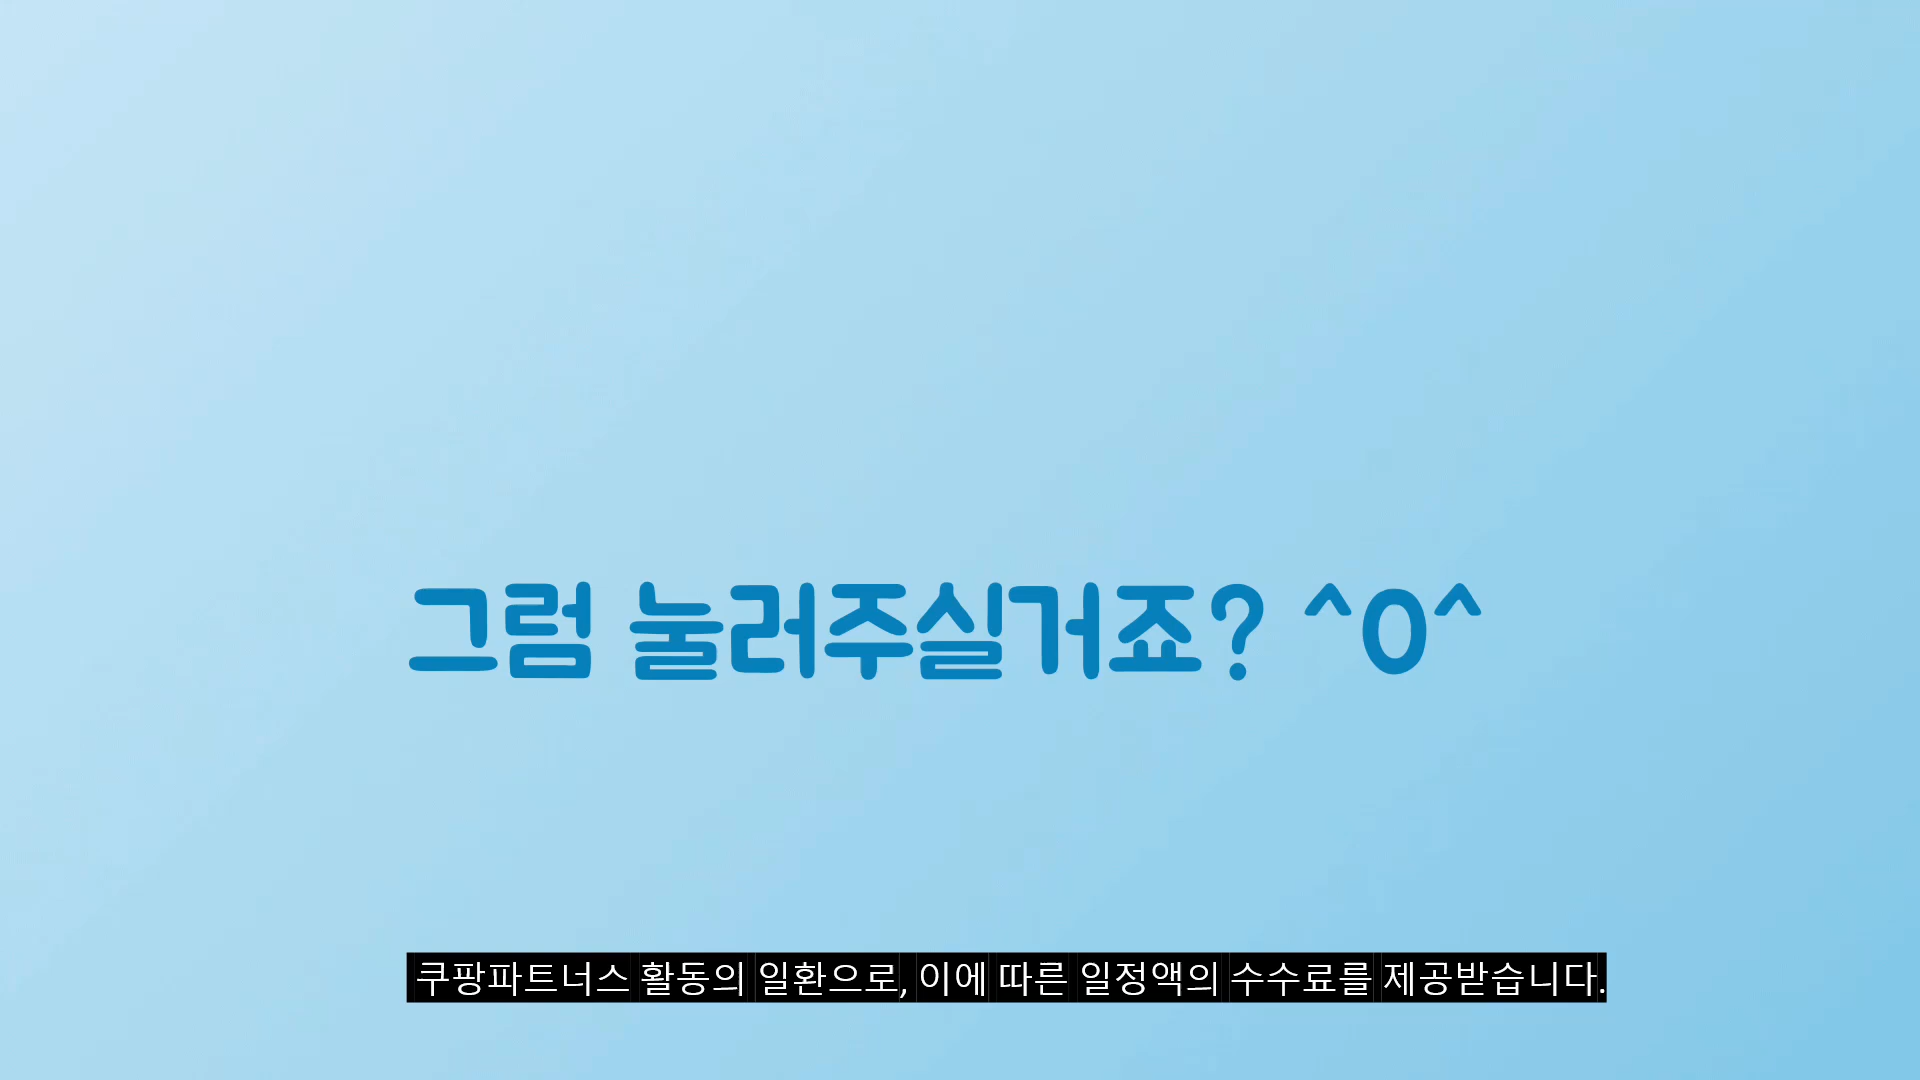 그럼 눌러주실거죠? ^0^
쿠팡파트너스 활동의 일환으로, 이에 따른 일정액의 수수료를 제공받습니다.